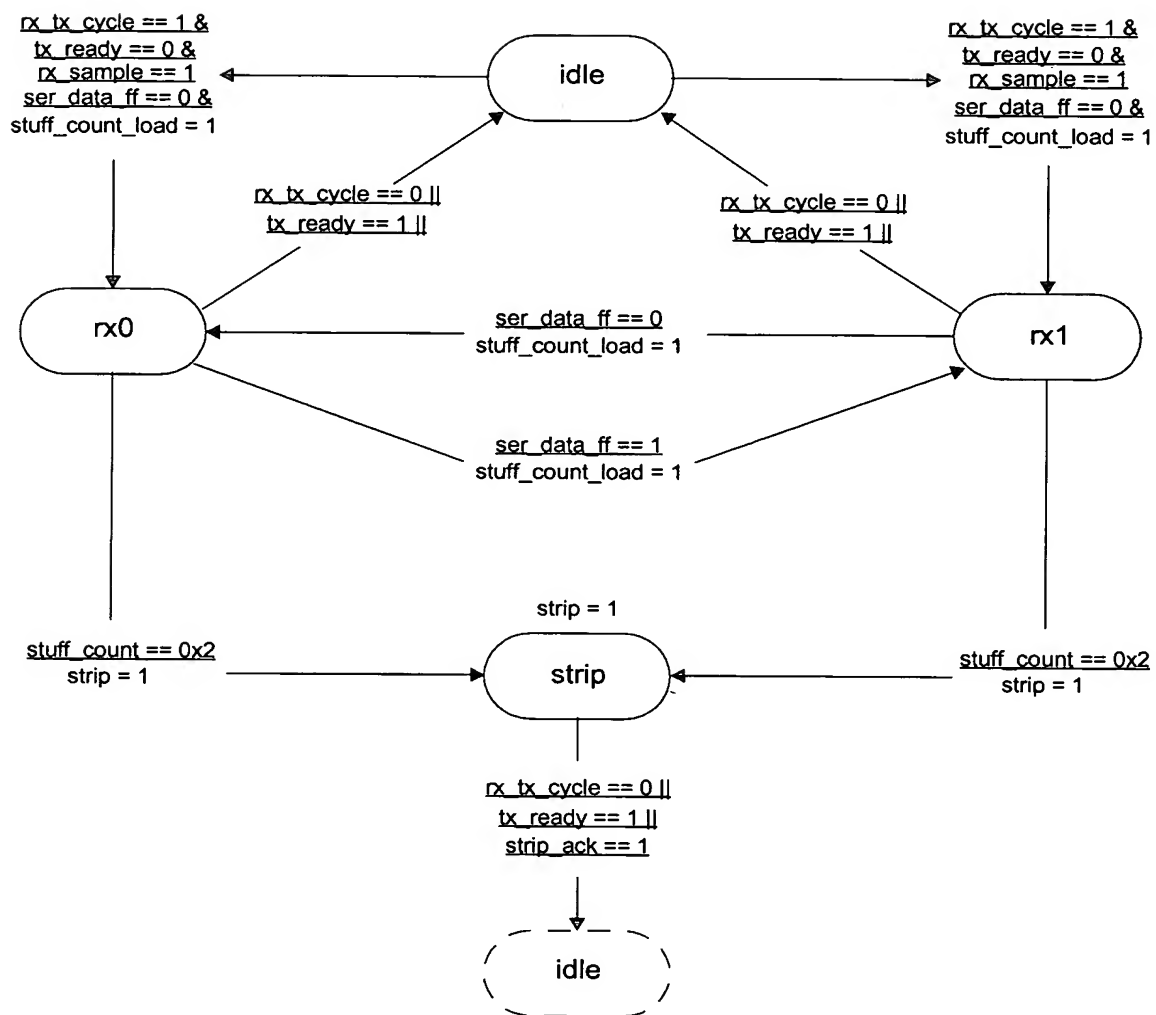 rx_tx_cycle == 1 &
tx_ready == 0 &
rx_sample == 1
ser_data_ff == 0 &
stuff_count_load = 1
idle
rx_tx_cycle == 1 &
tx_ready == 0 &
rx_sample == 1
ser_data_ff == 0 &
stuff_count_load = 1
rx_tx_cycle == 0 ||
tx_ready == 1 ||
rx_tx_cycle == 0 ||
tx_ready == 1 ||
rx0
ser_data_ff == 0
stuff_count_load = 1
rx1
ser_data_ff == 1
stuff_count_load = 1
strip = 1
stuff_count == 0x2
strip = 1
strip
stuff_count == 0x2
strip = 1
rx_tx_cycle == 0 ||
tx_ready == 1 ||
strip_ack == 1
idle